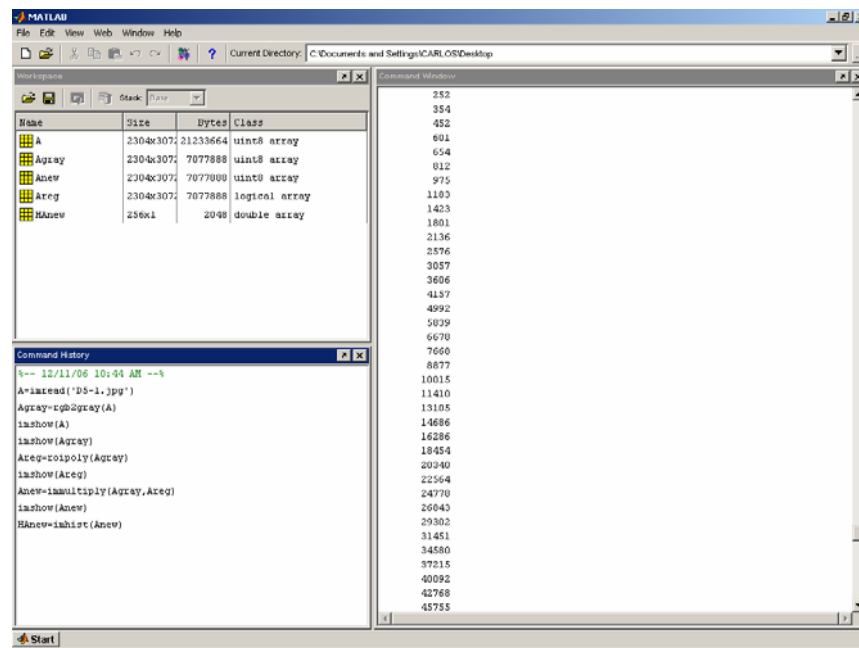 MATLAB
File Edit View Web Window Help
? Current Directory: C:\Documents and Settings\CARLOS\Desktop
Workspace
Stack: Base
Name Size Bytes Class
A 2304x3072 21233664 uint8 array
Agray 2304x3072 7077888 uint8 array
Anew 2304x3072 7077888 uint8 array
Areg 2304x3072 7077888 logical array
HAnew 256x1 2048 double array
Command History
%-- 12/11/06 10:44 AM --%
A=imread('D5-1.jpg')
Agray=rgb2gray(A)
imshow(A)
imshow(Agray)
Areg=roipoly(Agray)
imshow(Areg)
Anew=immultiply(Agray,Areg)
imshow(Anew)
HAnew=imhist(Anew)
Command Window
252
354
452
601
654
812
975
1183
1423
1801
2136
2576
3057
3606
4157
4992
5839
6678
7660
8877
10015
11410
13105
14686
16286
18454
20340
22564
24778
26843
29302
31451
34580
37215
40092
42768
45755
Start